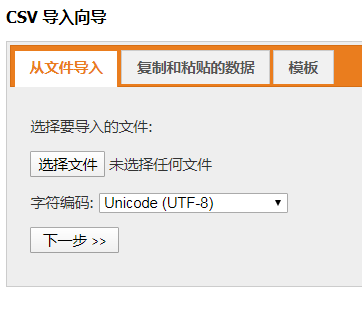 CSV 导入向导
从文件导入 复制和粘贴的数据 模板
选择要导入的文件:
选择文件 未选择任何文件
字符编码: Unicode (UTF-8)
下一步 >>